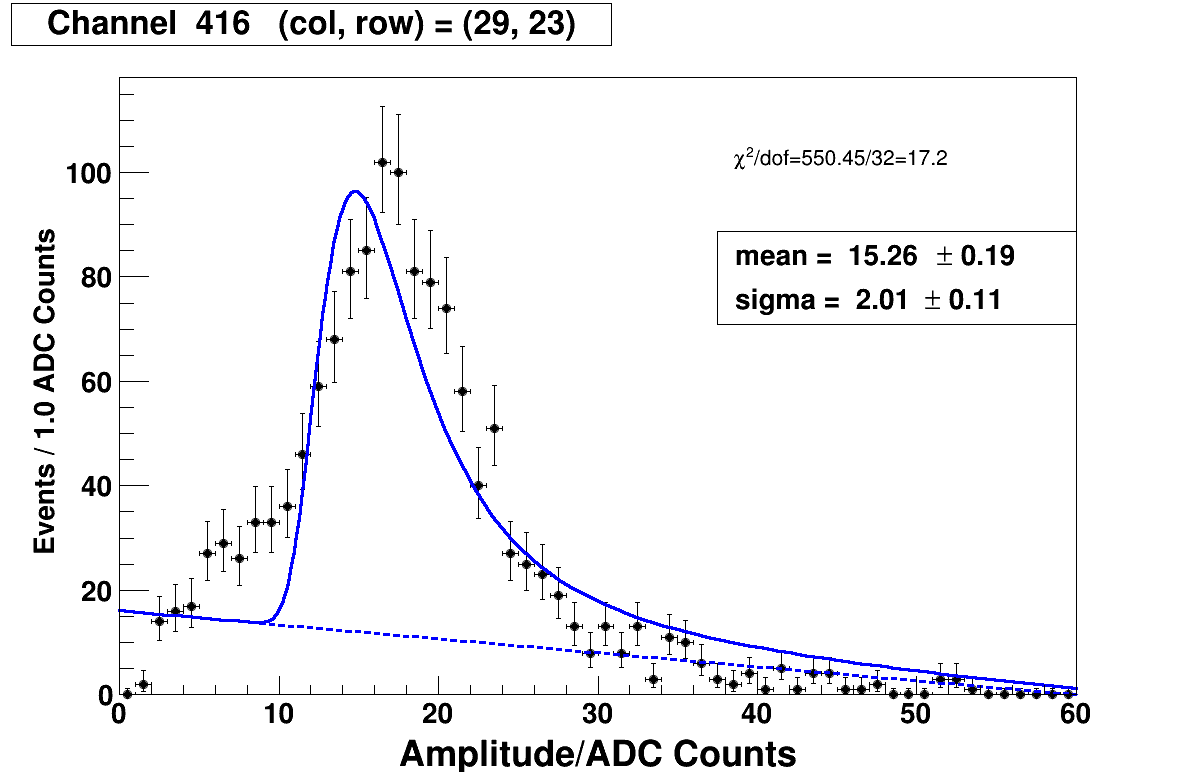 Channel 416 (col, row) = (29, 23)
χ²/dof=550.45/32=17.2
mean = 15.26 ± 0.19
sigma = 2.01 ± 0.11
Events / 1.0 ADC Counts
100
80
60
40
20
0
0 10 20 30 40 50 60
Amplitude/ADC Counts